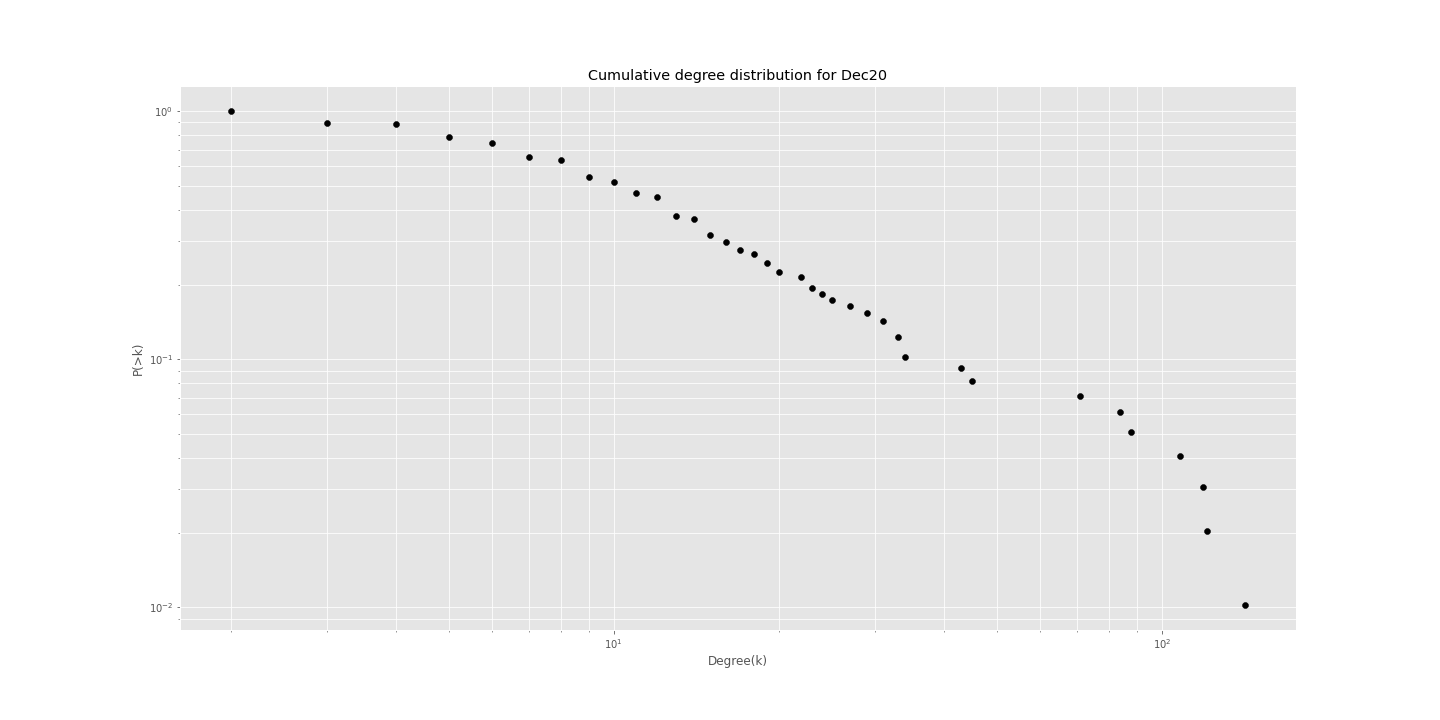 Cumulative degree distribution for Dec20
10⁰
10⁻¹
10⁻²
P(>k)
10¹
10²
Degree(k)